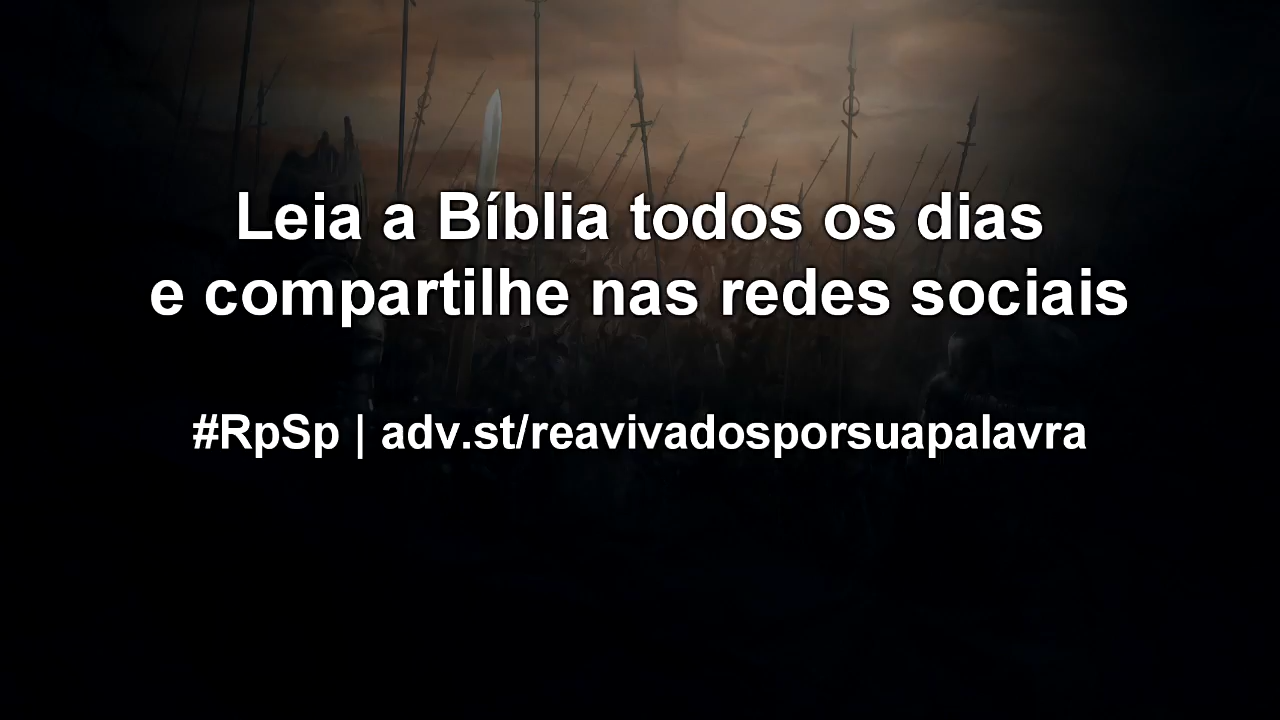 Leia a Bíblia todos os dias
e compartilhe nas redes sociais
#RpSp | adv.st/reavivadosporsuapalavra